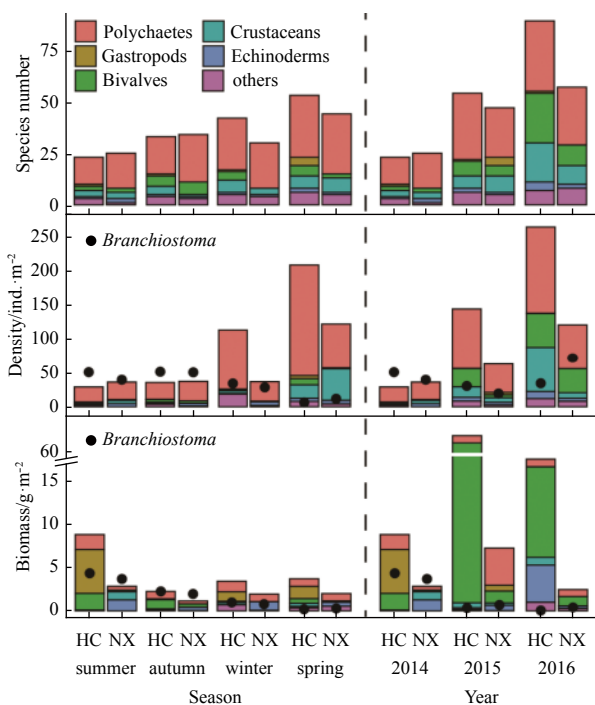 Polychaetes
Crustaceans
Gastropods
Echinoderms
Bivalves
others
Species number
75
50
25
0
Branchiostoma
Density/ind.·m⁻²
250
200
150
100
50
0
Branchiostoma
Biomass/g·m⁻²
60
15
10
5
0
HC NX HC NX HC NX HC NX HC NX HC NX HC NX
summer autumn winter spring 2014 2015 2016
Season Year